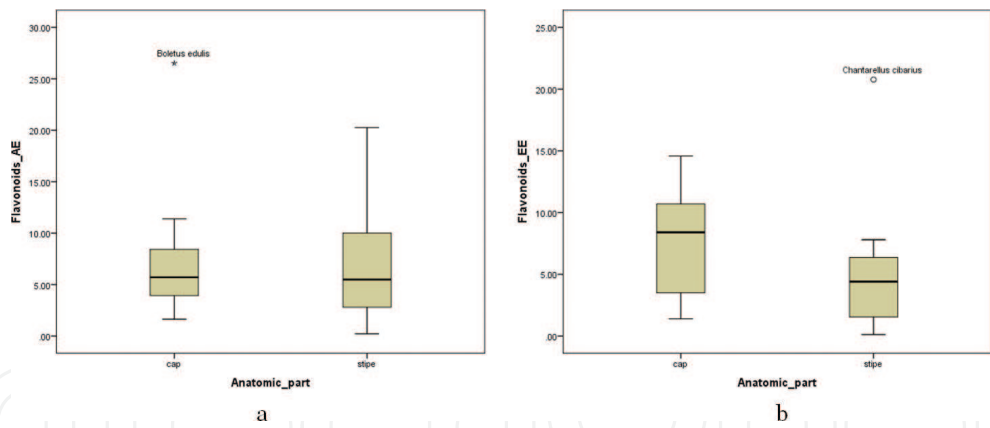 30.00
25.00
20.00
15.00
10.00
5.00
.00
Flavonoids_AE
Boletus edulis
cap
stipe
Anatomic_part
a
25.00
20.00
15.00
10.00
5.00
.00
Flavonoids_EE
Chantarellus cibarius
cap
stipe
Anatomic_part
b